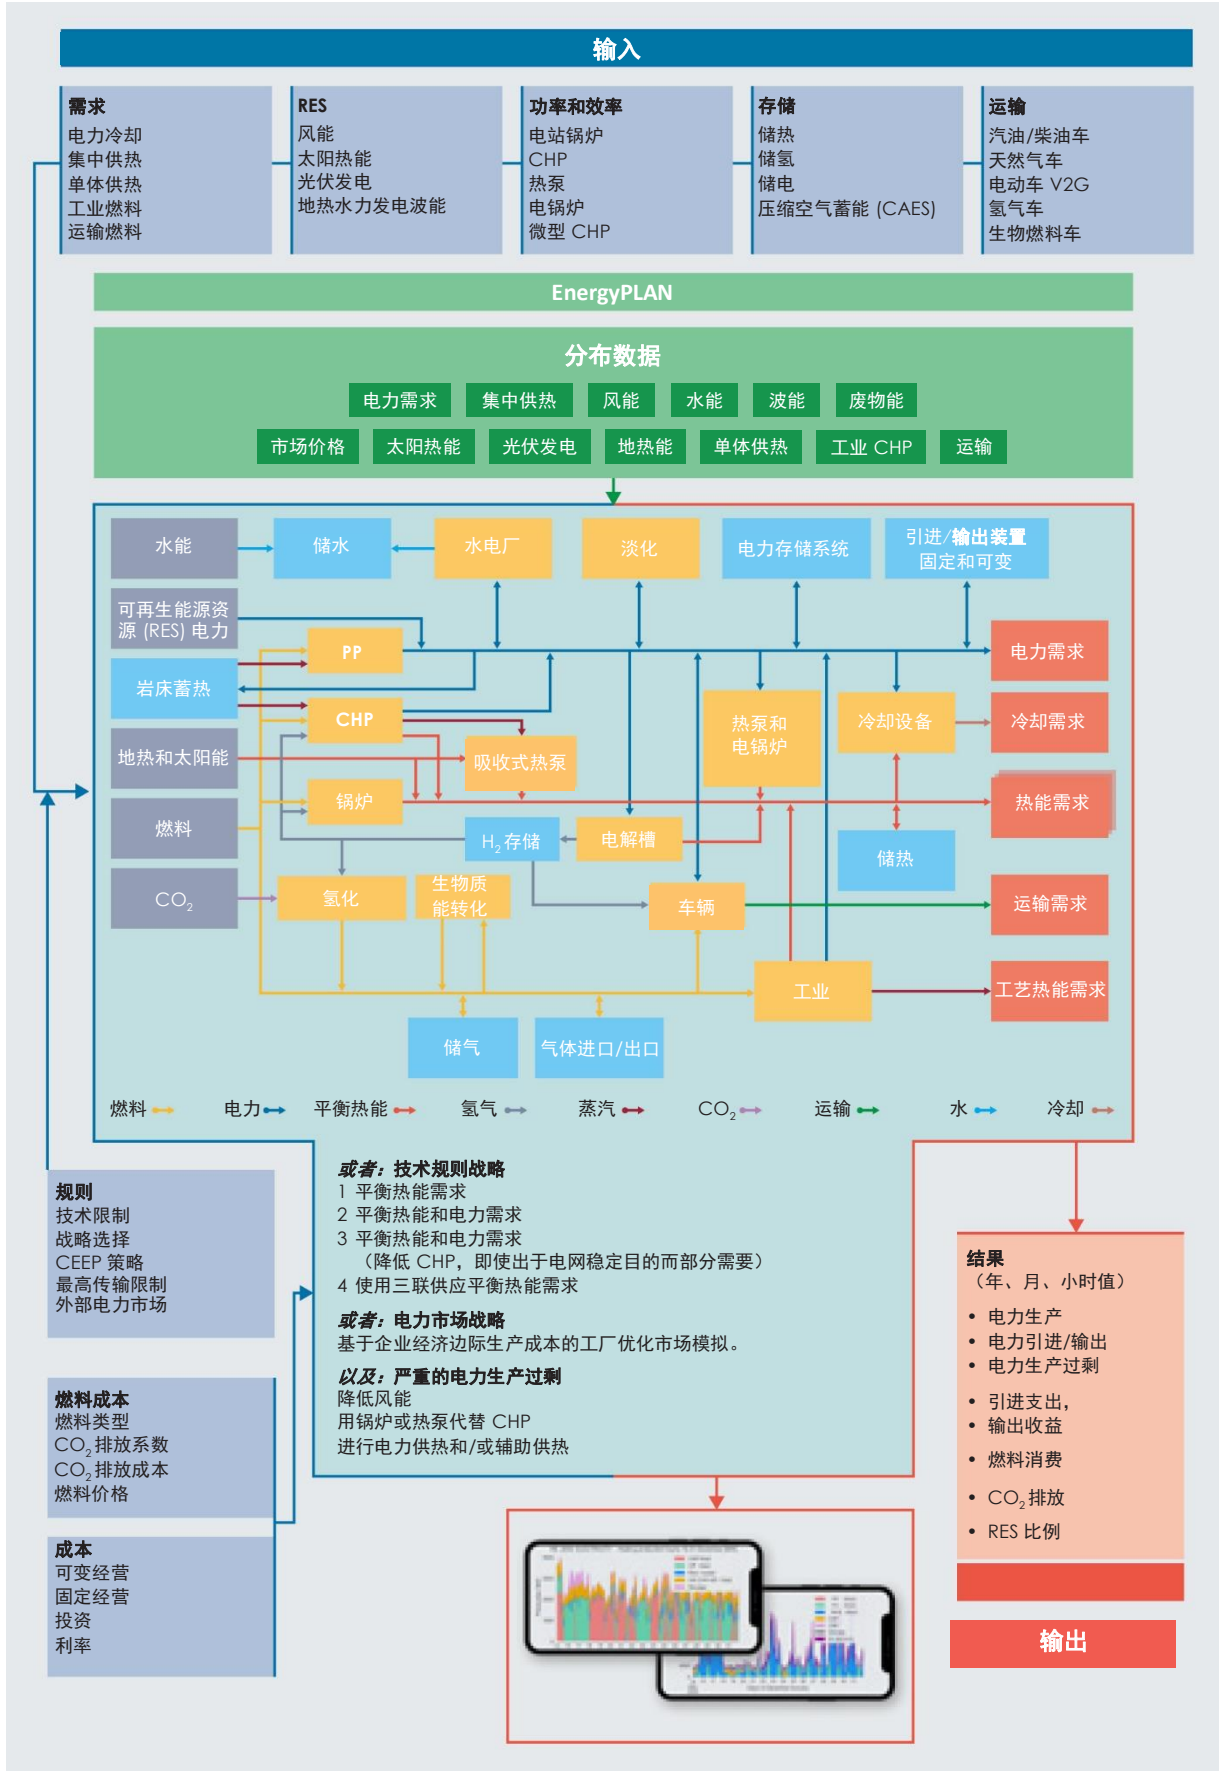 输入
需求
电力冷却
集中供热
单体供热
工业燃料
运输燃料
RES
风能
太阳热能
光伏发电
地热水力发电波能
功率和效率
电站锅炉
CHP
热泵
电锅炉
微型 CHP
存储
储热
储氢
储电
压缩空气蓄能 (CAES)
运输
汽油/柴油车
天然气车
电动车 V2G
氢气车
生物燃料车
EnergyPLAN
分布数据
电力需求 集中供热 风能 水能 波能 废物能
市场价格 太阳热能 光伏发电 地热能 单体供热 工业 CHP 运输
水能
储水
水电厂
淡化
电力存储系统
引进/输出装置
固定和可变
可再生能源资
源 (RES) 电力
PP
电力需求
岩床蓄热
CHP
热泵和
电锅炉
冷却设备
冷却需求
地热和太阳能
吸收式热泵
锅炉
热能需求
燃料
H₂存储
电解槽
储热
CO₂
氢化
生物质
能转化
车辆
运输需求
工业
工艺热能需求
储气
气体进口/出口
燃料 电力 平衡热能 氢气 蒸汽 CO₂ 运输 水 冷却
规则
技术限制
战略选择
CEEP 策略
最高传输限制
外部电力市场
燃料成本
燃料类型
CO₂排放系数
CO₂排放成本
燃料价格
成本
可变经营
固定经营
投资
利率
或者：技术规则战略
1 平衡热能需求
2 平衡热能和电力需求
3 平衡热能和电力需求
（降低 CHP，即使出于电网稳定目的而部分需要）
4 使用三联供应平衡热能需求
或者：电力市场战略
基于企业经济边际生产成本的工厂优化市场模拟。
以及：严重的电力生产过剩
降低风能
用锅炉或热泵代替 CHP
进行电力供热和/或辅助供热
结果
（年、月、小时值）
• 电力生产
• 电力引进/输出
• 电力生产过剩
• 引进支出，
• 输出收益
• 燃料消费
• CO₂排放
• RES 比例
输出